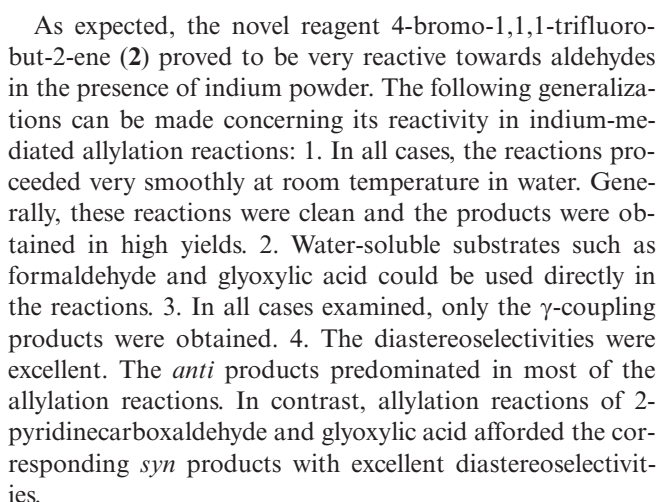 As expected, the novel reagent 4-bromo-1,1,1-trifluoro-
but-2-ene (2) proved to be very reactive towards aldehydes
in the presence of indium powder. The following generaliza-
tions can be made concerning its reactivity in indium-me-
diated allylation reactions: 1. In all cases, the reactions pro-
ceeded very smoothly at room temperature in water. Gene-
rally, these reactions were clean and the products were ob-
tained in high yields. 2. Water-soluble substrates such as
formaldehyde and glyoxylic acid could be used directly in
the reactions. 3. In all cases examined, only the γ-coupling
products were obtained. 4. The diastereoselectivities were
excellent. The anti products predominated in most of the
allylation reactions. In contrast, allylation reactions of 2-
pyridinecarboxaldehyde and glyoxylic acid afforded the cor-
responding syn products with excellent diastereoselectivit-
ies.